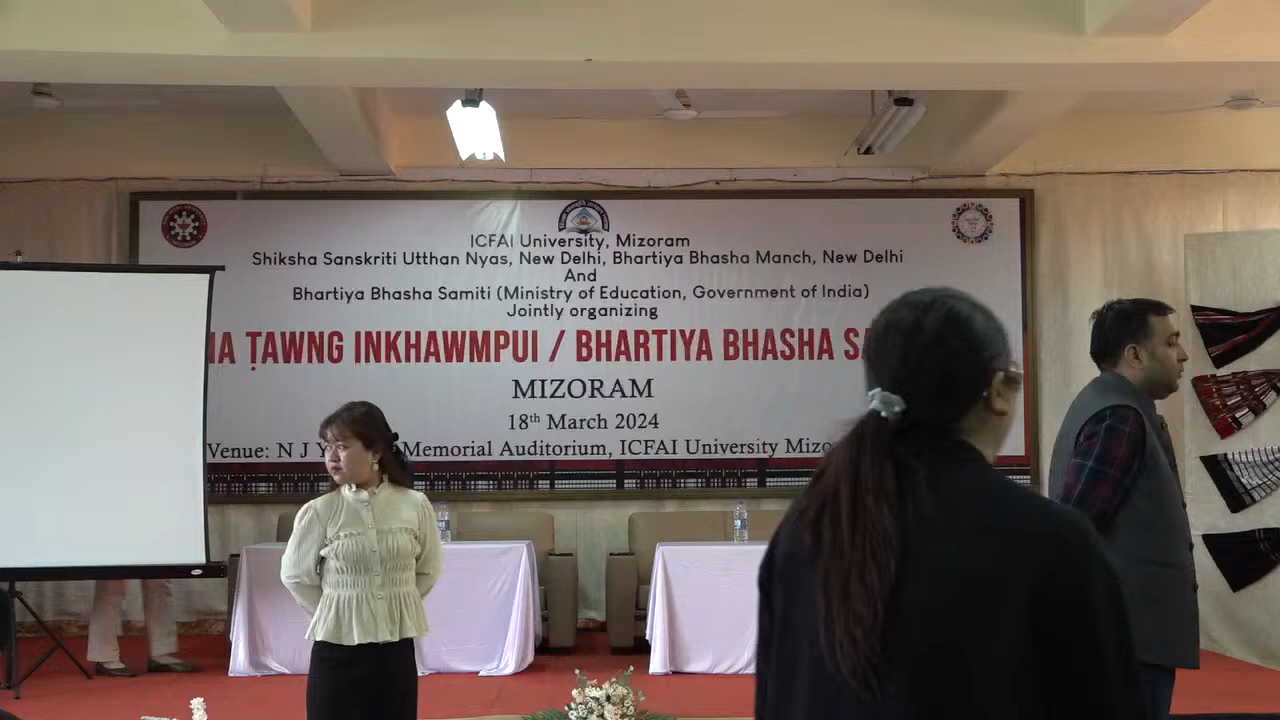 ICFAI University, Mizoram
Shiksha Sanskriti Utthan Nyas, New Delhi, Bhartiya Bhasha Manch, New Delhi
And
Bhartiya Bhasha Samiti (Ministry of Education, Government of India)
Jointly organizing
ṬAWNG INKHAWMPUI / BHARTIYA BHASHA
MIZORAM
18th March 2024
Venue: N J Memorial Auditorium, ICFAI University